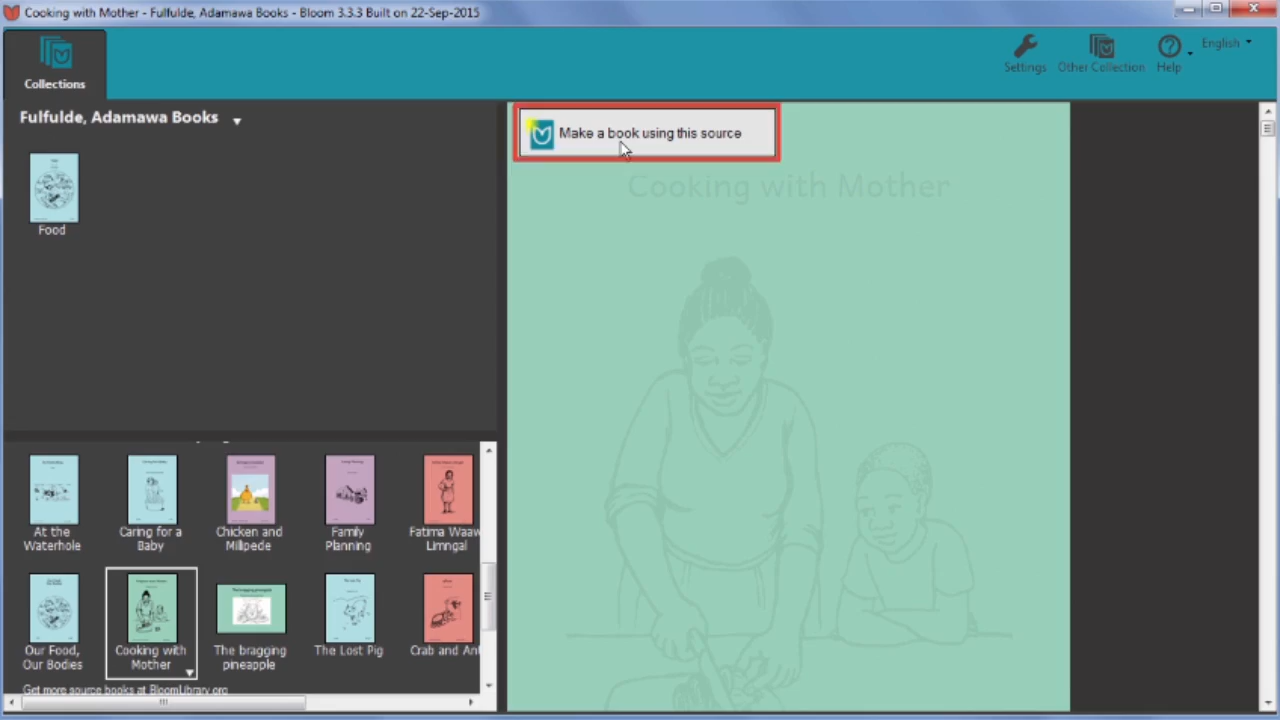 Cooking with Mother - Fulfulde, Adamawa Books - Bloom 3.3.3 Built on 22-Sep-2015
Collections
Settings
Other Collection
Help
English
Fulfulde, Adamawa Books
Food
Make a book using this source
Cooking with Mother
At the
Waterhole
Caring for a
Baby
Chicken and
Millipede
Family
Planning
Fatima Waaw
Limngal
Our Food,
Our Bodies
Cooking with
Mother
The bragging
pineapple
The Lost Pig
Crab and Ant
Get more source books at BloomLibrary.org